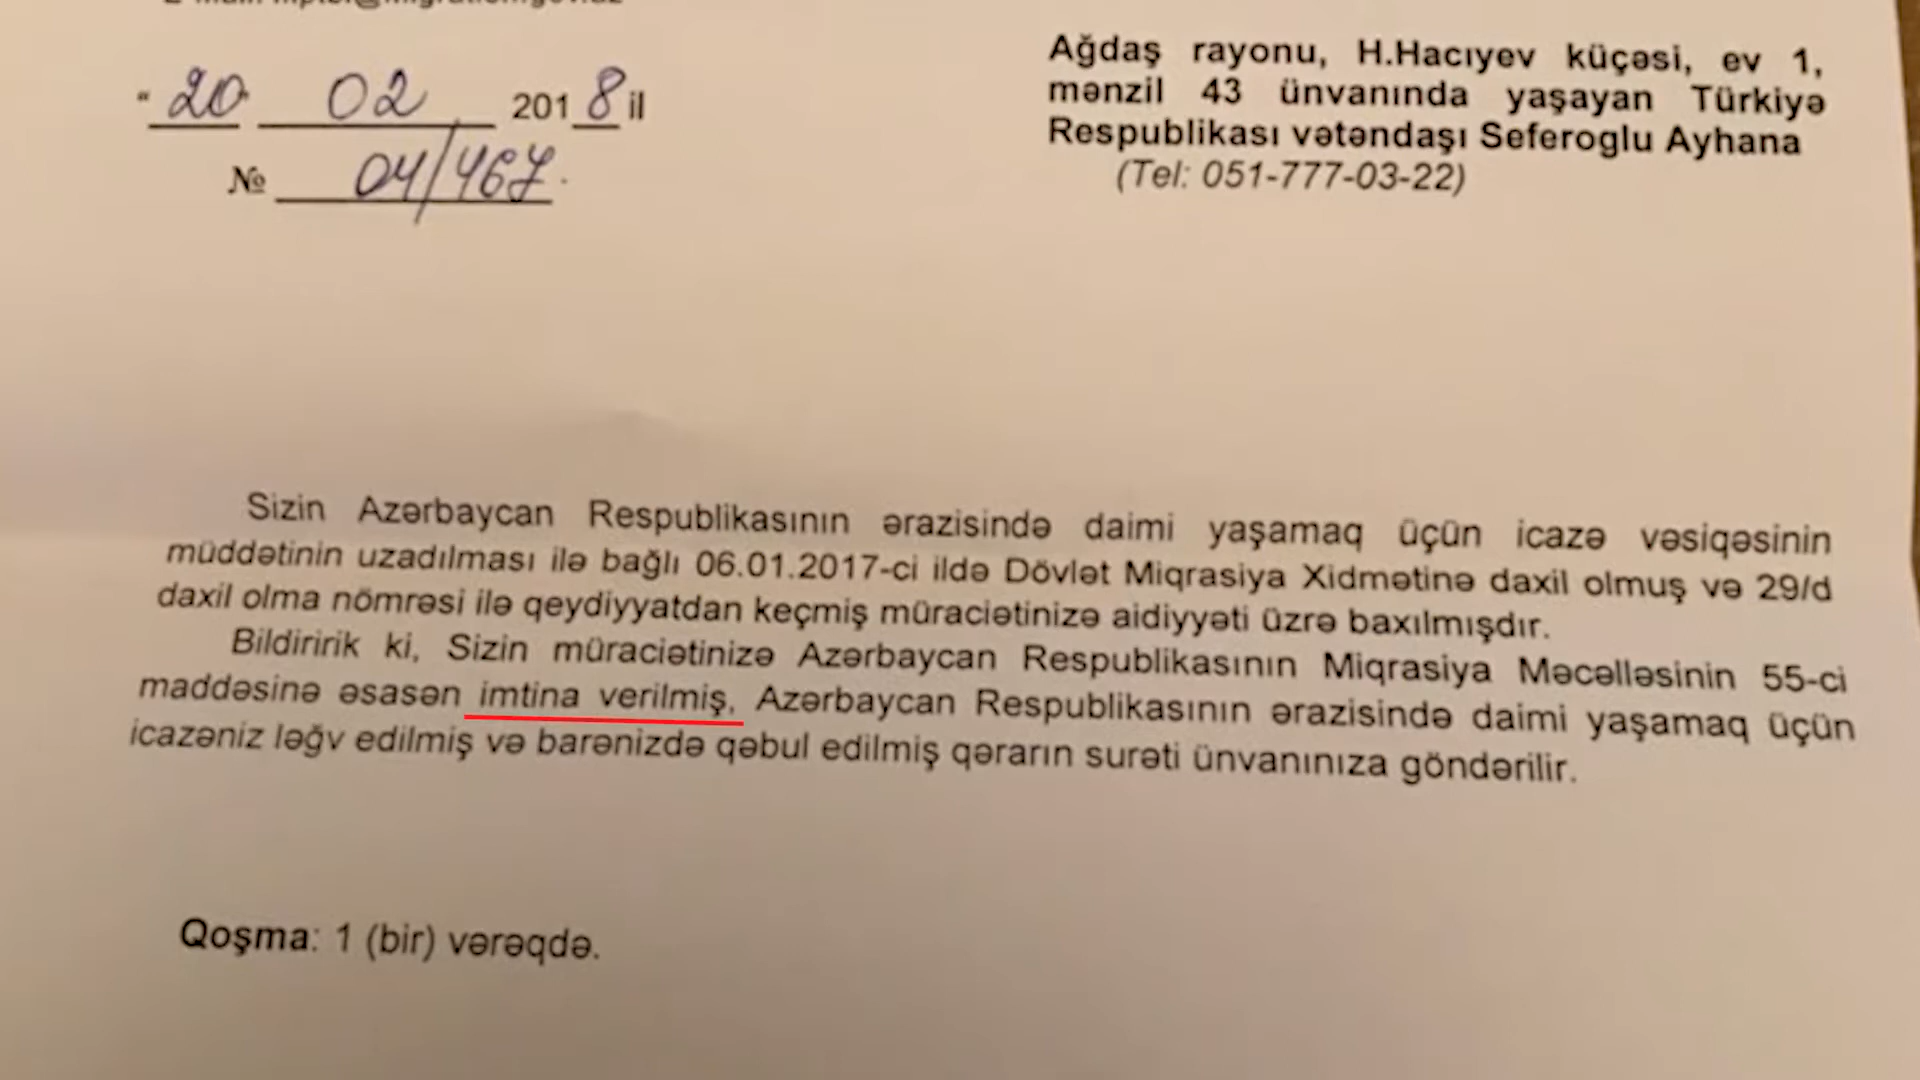 “20” 02 2018 il
№ 04/467.
Ağdaş rayonu, H.Hacıyev küçəsi, ev 1,
mənzil 43 ünvanında yaşayan Türkiyə
Respublikası vətəndaşı Seferoglu Ayhana
(Tel: 051-777-03-22)
Sizin Azərbaycan Respublikasının ərazisində daimi yaşamaq üçün icazə vəsiqəsinin
müddətinin uzadılması ilə bağlı 06.01.2017-ci ildə Dövlət Miqrasiya Xidmətinə daxil olmuş və 29/d
daxil olma nömrəsi ilə qeydiyyatdan keçmiş müraciətinizə aidiyyəti üzrə baxılmışdır.
Bildiririk ki, Sizin müraciətinizə Azərbaycan Respublikasının Miqrasiya Məcəlləsinin 55-ci
maddəsinə əsasən imtina verilmiş, Azərbaycan Respublikasının ərazisində daimi yaşamaq üçün
icazəniz ləğv edilmiş və barənizdə qəbul edilmiş qərarın surəti ünvanınıza göndərilir.
Qoşma: 1 (bir) vərəqdə.